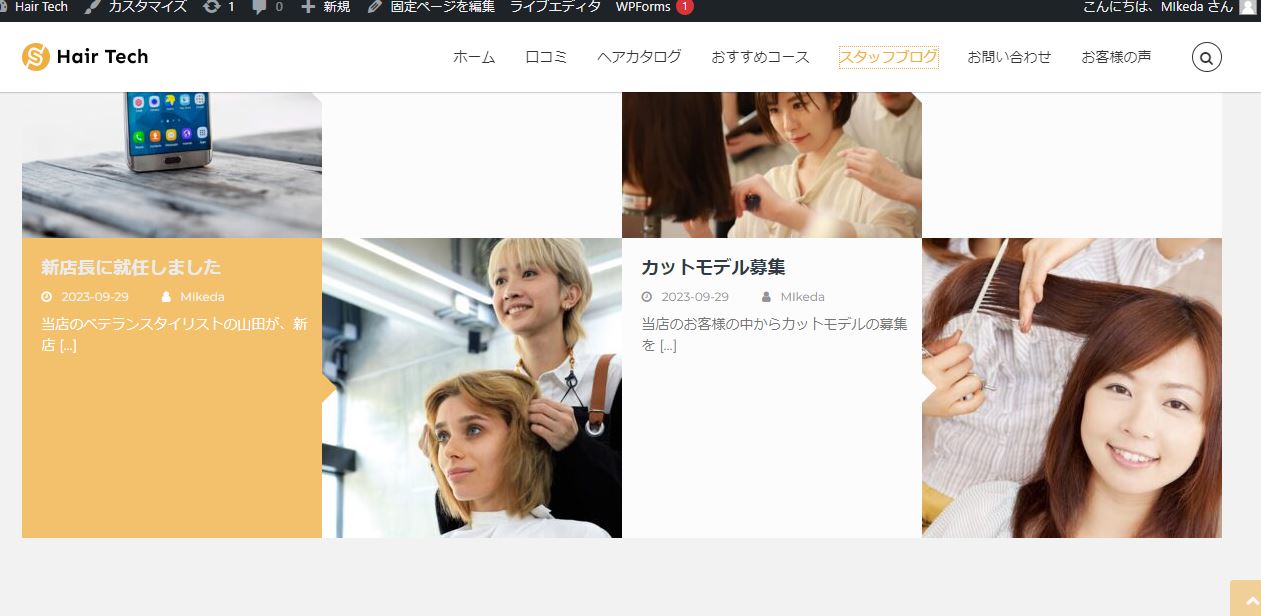 Hair Tech カスタマイズ 1 0 新規 固定ページを編集 ライブエディタ WPForms 1 こんにちは、MIkeda さん
Hair Tech ホーム 口コミ ヘアカタログ おすすめコース スタッフブログ お問い合わせ お客様の声
新店長に就任しました
2023-09-29 MIkeda
当店のベテランスタイリストの山田が、新
店 [...]
カットモデル募集
2023-09-29 MIkeda
当店のお客様の中からカットモデルの募集
を [...]